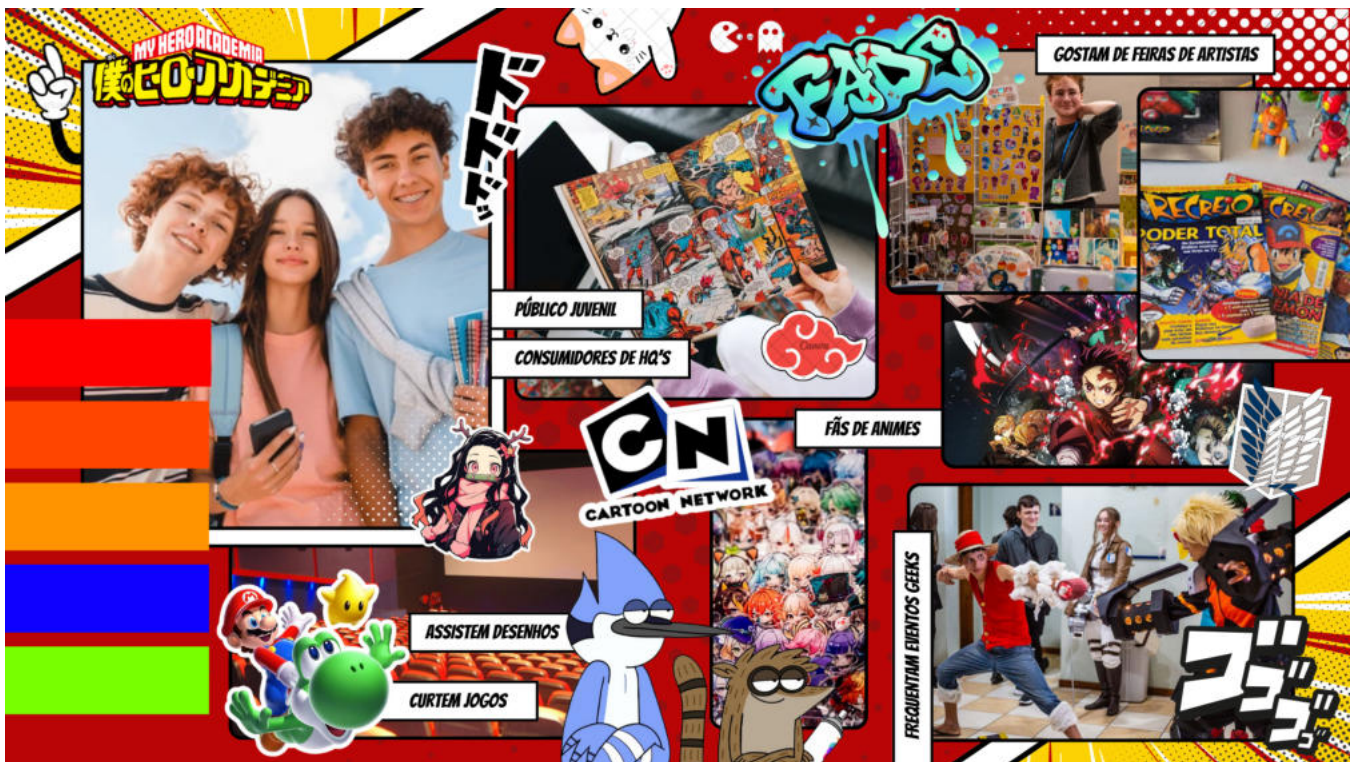 MY HERO ACADEMIA
僕のヒーローアカデミア
ドドドドッ
FADE
GOSTAM DE FEIRAS DE ARTISTAS
RECREIO
PODER TOTAL
PÚBLICO JUVENIL
CONSUMIDORES DE HQ'S
Canva
FÃS DE ANIMES
CN
CARTOON NETWORK
ASSISTEM DESENHOS
CURTEM JOGOS
FREQUENTAM EVENTOS GEEKS
ゴゴゴゴ